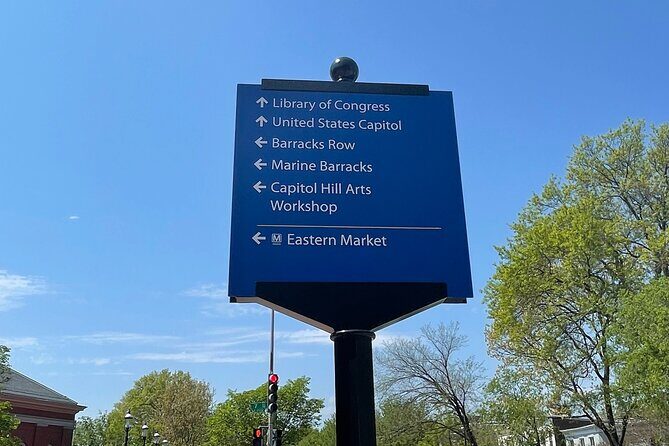 ↑ Library of Congress
↑ United States Capitol
← Barracks Row
← Marine Barracks
← Capitol Hill Arts
Workshop
← M Eastern Market